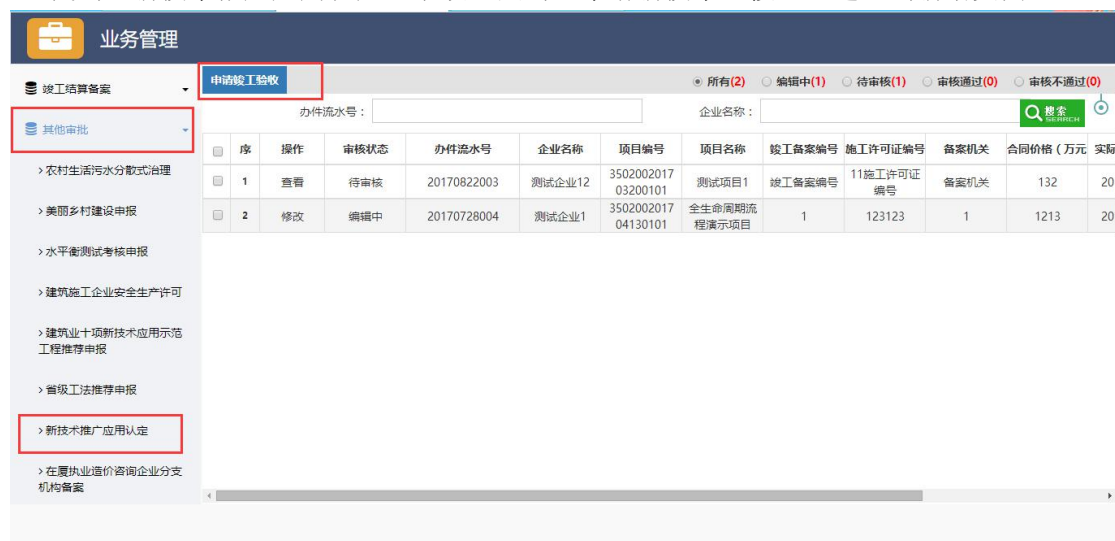 业务管理
竣工结算备案
申请竣工验收
所有(2)
编辑中(1)
待审核(1)
审核通过(0)
审核不通过(0)
其他审批
办件流水号：
企业名称：
搜索
SEARCH
序 操作 审核状态 办件流水号 企业名称 项目编号 项目名称 竣工备案编号 施工许可证编号 备案机关 合同价格（万元 实际
1 查看 待审核 20170822003 测试企业12 3502002017 测试项目1 竣工备案编号 11施工许可证 备案机关 132 20
03200101 编号
2 修改 编辑中 20170728004 测试企业1 3502002017 全生命周期流 1 123123 1 1213 20
04130101 程演示项目
>农村生活污水分散式治理
>美丽乡村建设申报
>水平衡测试考核申报
>建筑施工企业安全生产许可
>建筑业十项新技术应用示范
工程推荐申报
>省级工法推荐申报
>新技术推广应用认定
>在厦执业造价咨询企业分支
机构备案